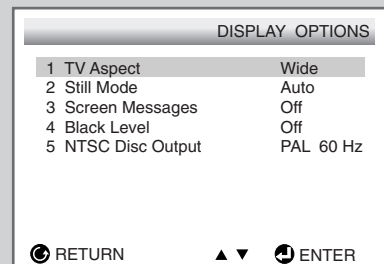 DISPLAY OPTIONS
1 TV Aspect Wide
2 Still Mode Auto
3 Screen Messages Off
4 Black Level Off
5 NTSC Disc Output PAL 60 Hz
RETURN ▲ ▼ ENTER